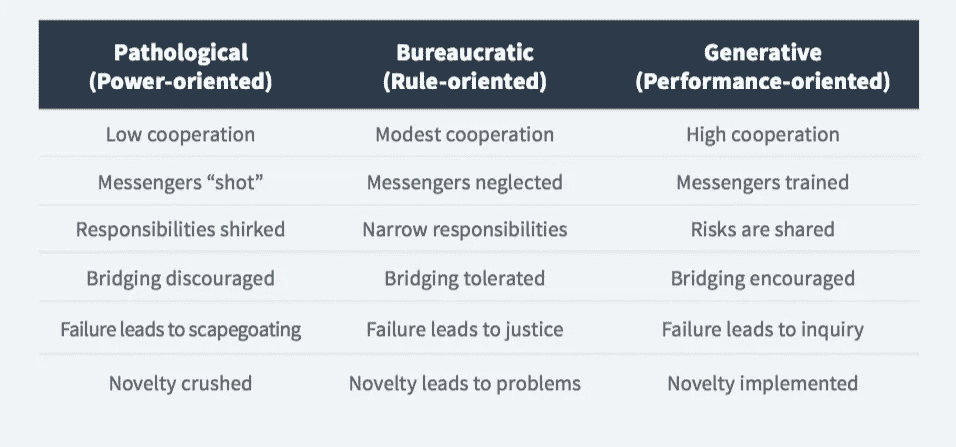 Pathological Bureaucratic Generative
(Power-oriented) (Rule-oriented) (Performance-oriented)
Low cooperation Modest cooperation High cooperation
Messengers “shot” Messengers neglected Messengers trained
Responsibilities shirked Narrow responsibilities Risks are shared
Bridging discouraged Bridging tolerated Bridging encouraged
Failure leads to scapegoating Failure leads to justice Failure leads to inquiry
Novelty crushed Novelty leads to problems Novelty implemented